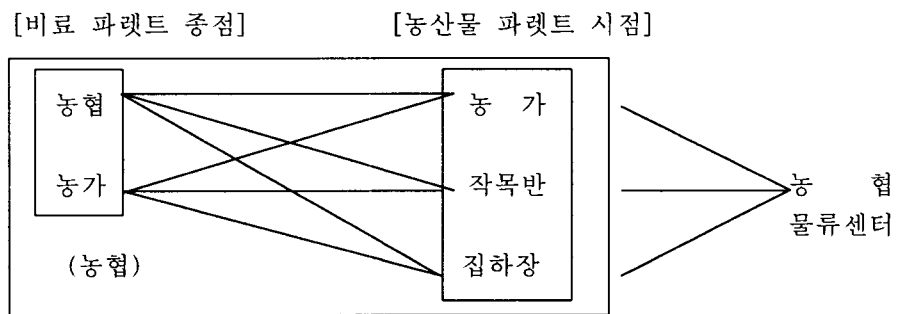 [비료 파렛트 종점] [농산물 파렛트 시점]
농협 농 가
농가 작목반 농 협
물류센터
(농협) 집하장